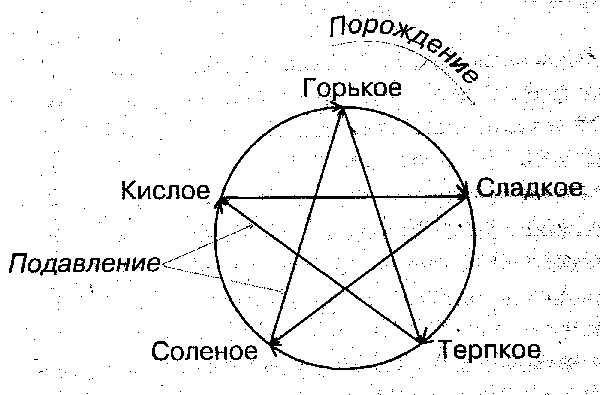 Порождение
Горькое
Кислое
Сладкое
Подавление
Соленое
Терпкое